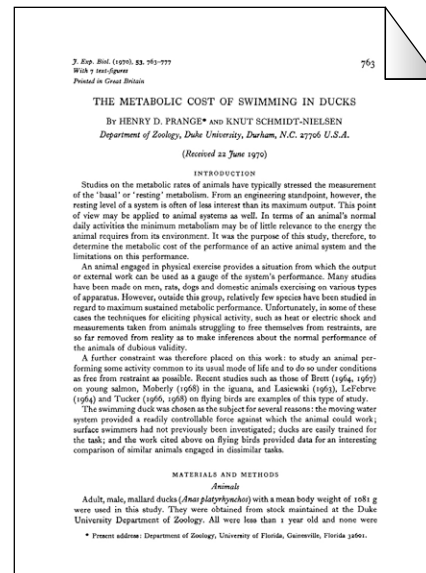 J. Exp. Biol. (1970), 53, 763-777
With 7 text-figures
Printed in Great Britain
763
THE METABOLIC COST OF SWIMMING IN DUCKS
BY HENRY D. PRANGE* AND KNUT SCHMIDT-NIELSEN
Department of Zoology, Duke University, Durham, N.C. 27706 U.S.A.
(Received 22 June 1970)
INTRODUCTION
Studies on the metabolic rates of animals have typically stressed the measurement
of the ‘basal’ or ‘resting’ metabolism. From an engineering standpoint, however, the
resting level of a system is often of less interest than its maximum output. This point
of view may be applied to animal systems as well. In terms of an animal's normal
daily activities the minimum metabolism may be of little relevance to the energy the
animal requires from its environment. It was the purpose of this study, therefore, to
determine the metabolic cost of the performance of an active animal system and the
limitations on this performance.
An animal engaged in physical exercise provides a situation from which the output
or external work can be used as a gauge of the system's performance. Many studies
have been made on men, rats, dogs and domestic animals exercising on various types
of apparatus. However, outside this group, relatively few species have been studied in
regard to maximum sustained metabolic performance. Unfortunately, in some of these
cases the techniques for eliciting physical activity, such as heat or electric shock and
measurements taken from animals struggling to free themselves from restraints, are
so far removed from reality as to make inferences about the normal performance of
the animals of dubious validity.
A further constraint was therefore placed on this work: to study an animal per-
forming some activity common to its usual mode of life and to do so under conditions
as free from restraint as possible. Recent studies such as those of Brett (1964, 1967)
on young salmon, Moberly (1968) in the iguana, and Lasiewski (1963), LeFebrve
(1964) and Tucker (1966, 1968) on flying birds are examples of this type of study.
The swimming duck was chosen as the subject for several reasons: the moving water
system provided a readily controllable force against which the animal could work;
surface swimmers had not previously been investigated; ducks are easily trained for
the task; and the work cited above on flying birds provided data for an interesting
comparison of similar animals engaged in dissimilar tasks.
MATERIALS AND METHODS
Animals
Adult, male, mallard ducks (Anas platyrhynchos) with a mean body weight of 1081 g
were used in this study. They were obtained from stock maintained at the Duke
University Department of Zoology. All were less than 1 year old and none were
* Present address: Department of Zoology, University of Florida, Gainesville, Florida 32601.